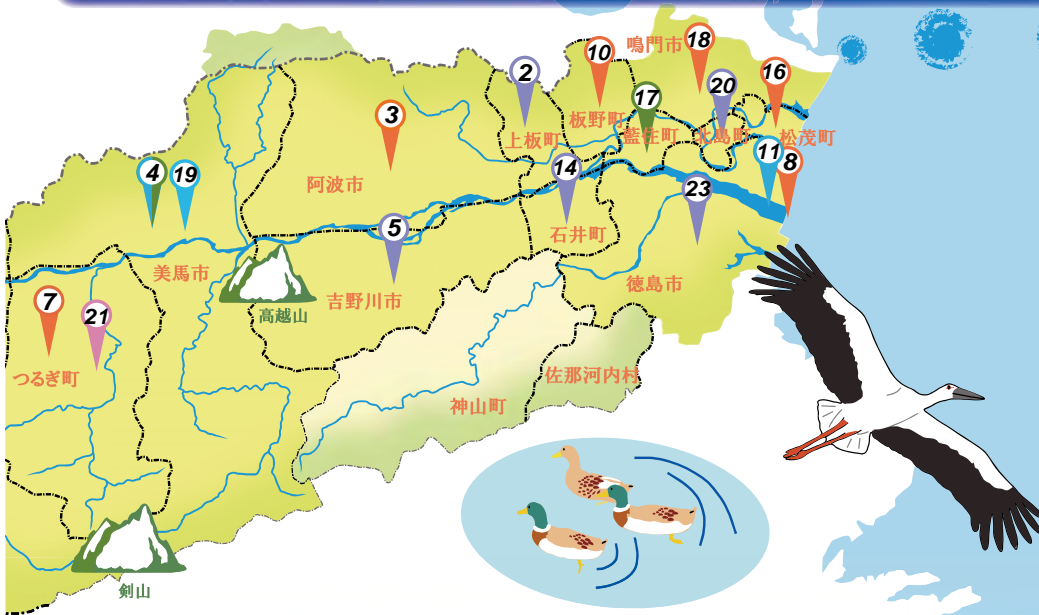 18
鳴門市
10
2
16
20
17
3
板野町
上板町
藍住町
北島町
松茂町
11
8
4
19
阿波市
14
23
5
石井町
美馬市
徳島市
7
21
高越山
吉野川市
つるぎ町
佐那河内村
神山町
剣山